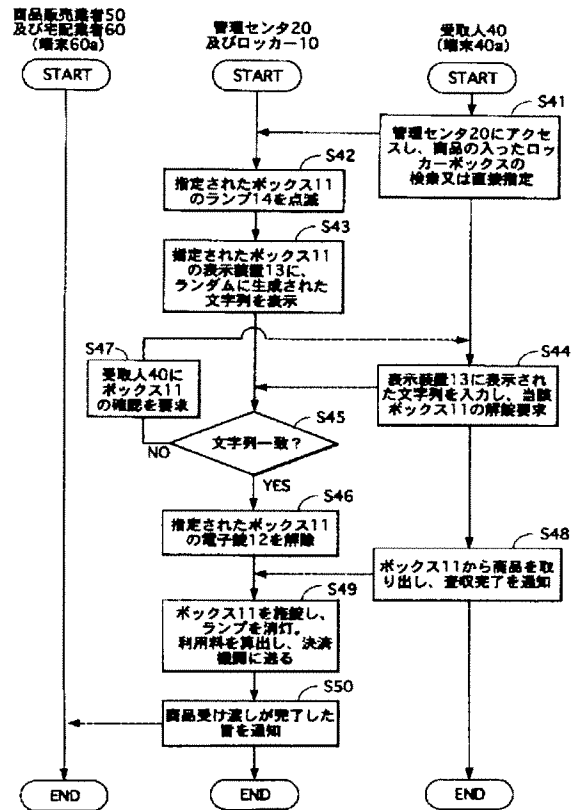 商品販売業者50
及び宅配業者60
(端末60a)
管理センタ20
及びロッカー10
受取人40
(端末40a)
START
START
START
S41
管理センタ20にアクセ
スし、商品の入ったロッ
カーボックスの
検索又は直接指定
S42
指定されたボックス11
のランプ14を点滅
S43
指定されたボックス11
の表示装置13に、
ランダムに生成された
文字列を表示
S47
受取人40に
ボックス11
の確認を要求
S44
表示装置13に表示され
た文字列を入力し、当該
ボックス11の解錠要求
S45
文字列一致?
NO
YES
S46
指定されたボックス11
の電子錠12を解除
S48
ボックス11から商品を取
り出し、査収完了を通知
S49
ボックス11を施錠し、
ランプを消灯。
利用料を算出し、決済
機関に送る
S50
商品受け渡しが完了した
旨を通知
END
END
END